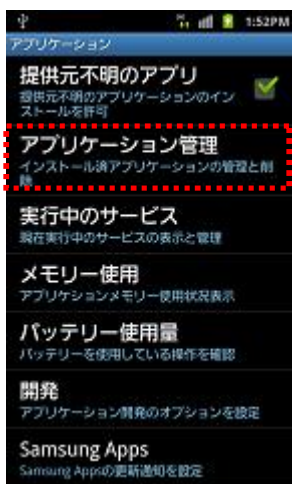 1:52PM
アプリケーション
提供元不明のアプリ
提供元不明のアプリケーションのイン
ストールを許可
アプリケーション管理
インストール済アプリケーションの管理と削
除
実行中のサービス
現在実行中のサービスの表示と管理
メモリー使用
アプリケションメモリー使用状況表示
バッテリー使用量
バッテリーを使用している操作を確認
開発
アプリケーション開発のオプションを設定
Samsung Apps
Samsung Appsの更新通知を設定